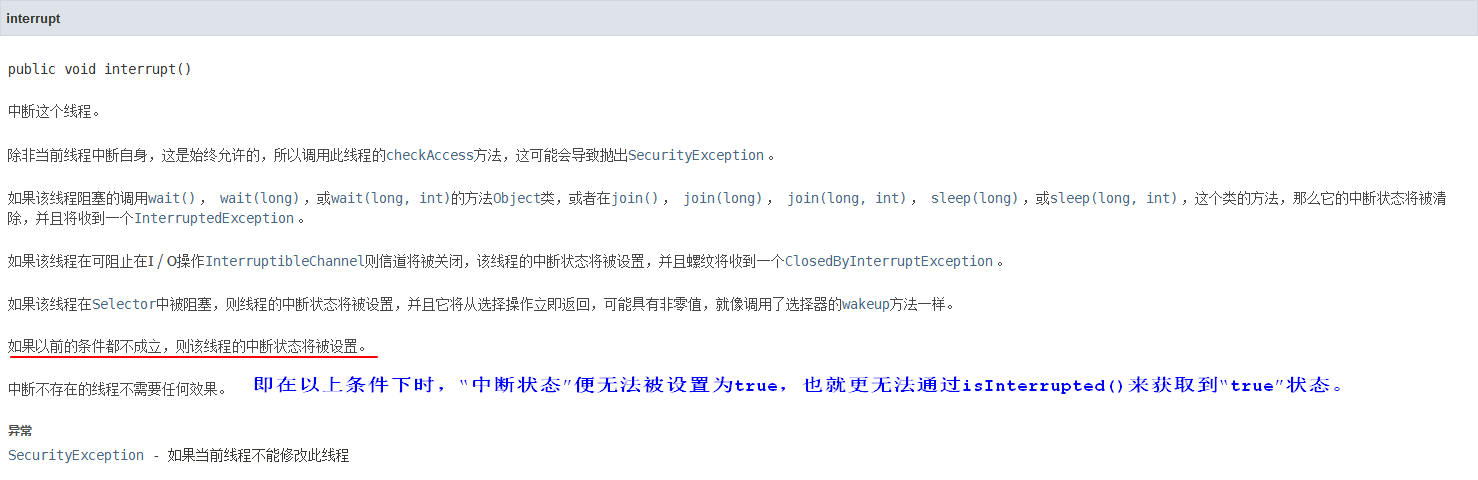 interrupt
public void interrupt()
中断这个线程。
除非当前线程中断自身，这是始终允许的，所以调用此线程的checkAccess方法，这可能会导致抛出SecurityException 。
如果该线程阻塞的调用wait() ， wait(long) ，或wait(long, int)的方法Object类，或者在join() ， join(long) ， join(long, int) ， sleep(long) ，或sleep(long, int) ，这个类的方法，那么它的中断状态将被清
除，并且将收到一个InterruptedException 。
如果该线程在可阻止在I / O操作InterruptibleChannel则信道将被关闭，该线程的中断状态将被设置，并且螺纹将收到一个ClosedByInterruptException 。
如果该线程在Selector中被阻塞，则线程的中断状态将被设置，并且它将从选择操作立即返回，可能具有非零值，就像调用了选择器的wakeup方法一样。
如果以前的条件都不成立，则该线程的中断状态将被设置。
中断不存在的线程不需要任何效果。 即在以上条件下时，“中断状态”便无法被设置为true，也就更无法通过isInterrupted()来获取到“true”状态。
异常
SecurityException - 如果当前线程不能修改此线程